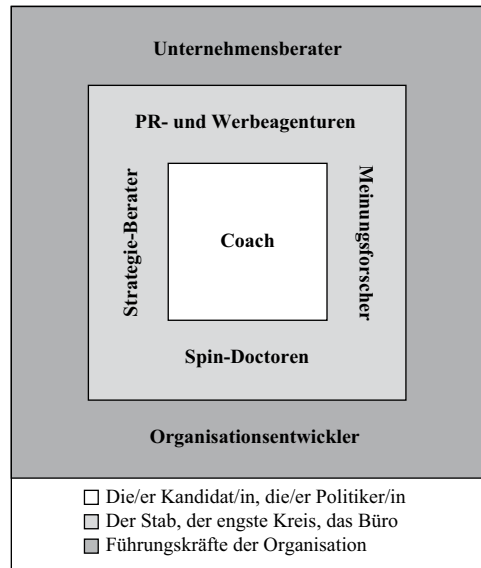 Unternehmensberater
PR- und Werbeagenturen
Strategie-Berater
Coach
Meinungsforscher
Spin-Doctoren
Organisationsentwickler
Die/er Kandidat/in, die/er Politiker/in
Der Stab, der engste Kreis, das Büro
Führungskräfte der Organisation